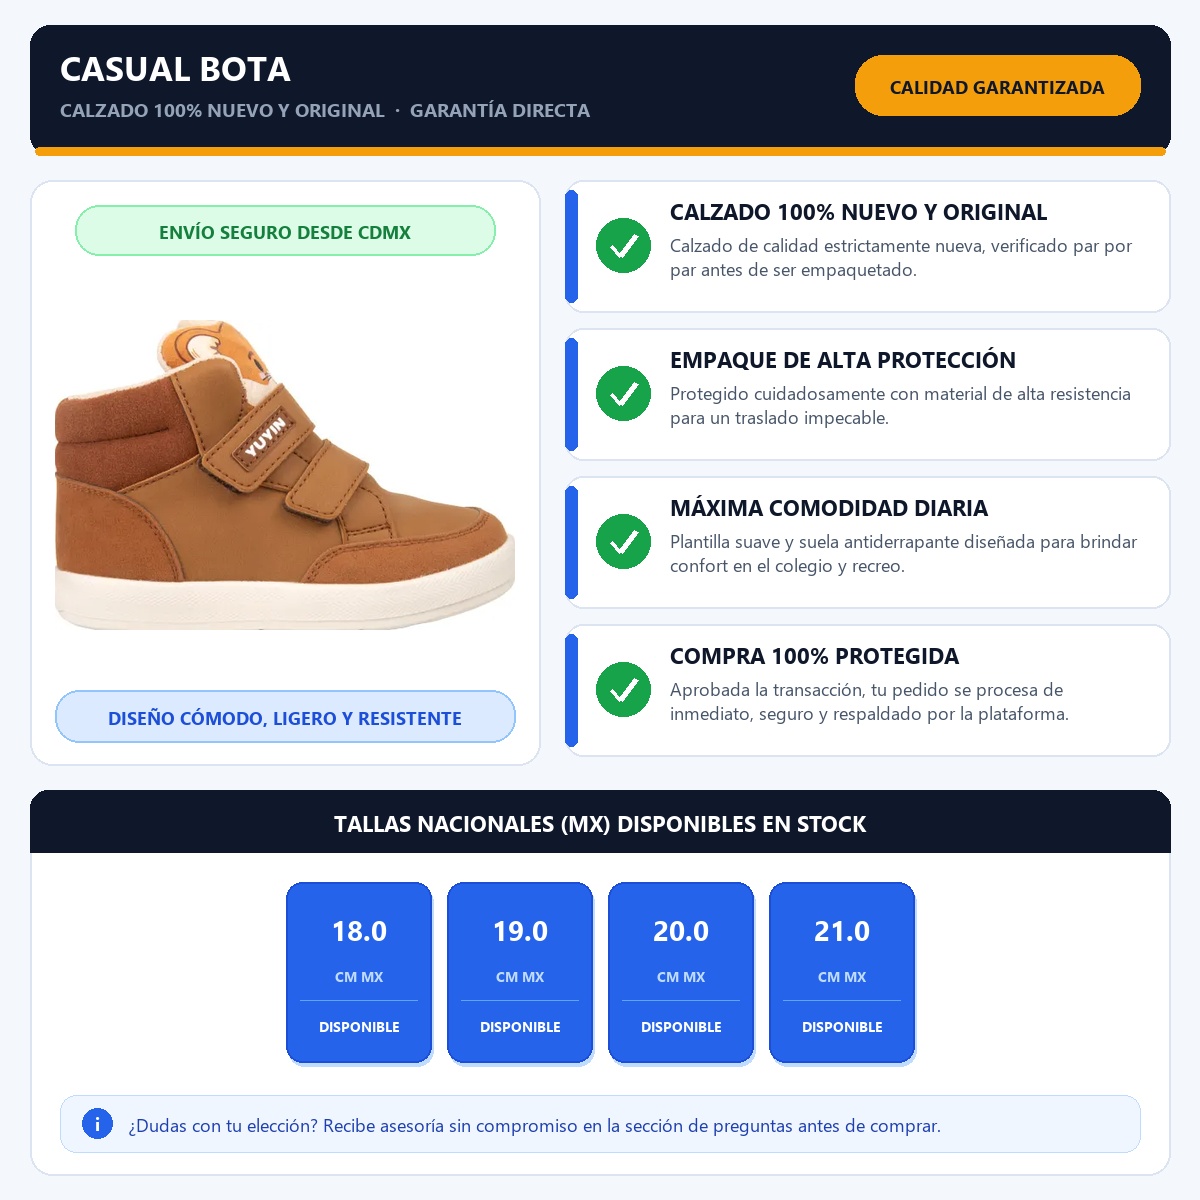 CASUAL BOTA
CALZADO 100% NUEVO Y ORIGINAL · GARANTÍA DIRECTA
CALIDAD GARANTIZADA
ENVÍO SEGURO DESDE CDMX
YUYIN
DISEÑO CÓMODO, LIGERO Y RESISTENTE
CALZADO 100% NUEVO Y ORIGINAL
Calzado de calidad estrictamente nueva, verificado par por
par antes de ser empaquetado.
EMPAQUE DE ALTA PROTECCIÓN
Protegido cuidadosamente con material de alta resistencia
para un traslado impecable.
MÁXIMA COMODIDAD DIARIA
Plantilla suave y suela antiderrapante diseñada para brindar
confort en el colegio y recreo.
COMPRA 100% PROTEGIDA
Aprobada la transacción, tu pedido se procesa de
inmediato, seguro y respaldado por la plataforma.
TALLAS NACIONALES (MX) DISPONIBLES EN STOCK
18.0
CM MX
DISPONIBLE
19.0
CM MX
DISPONIBLE
20.0
CM MX
DISPONIBLE
21.0
CM MX
DISPONIBLE
¿Dudas con tu elección? Recibe asesoría sin compromiso en la sección de preguntas antes de comprar.